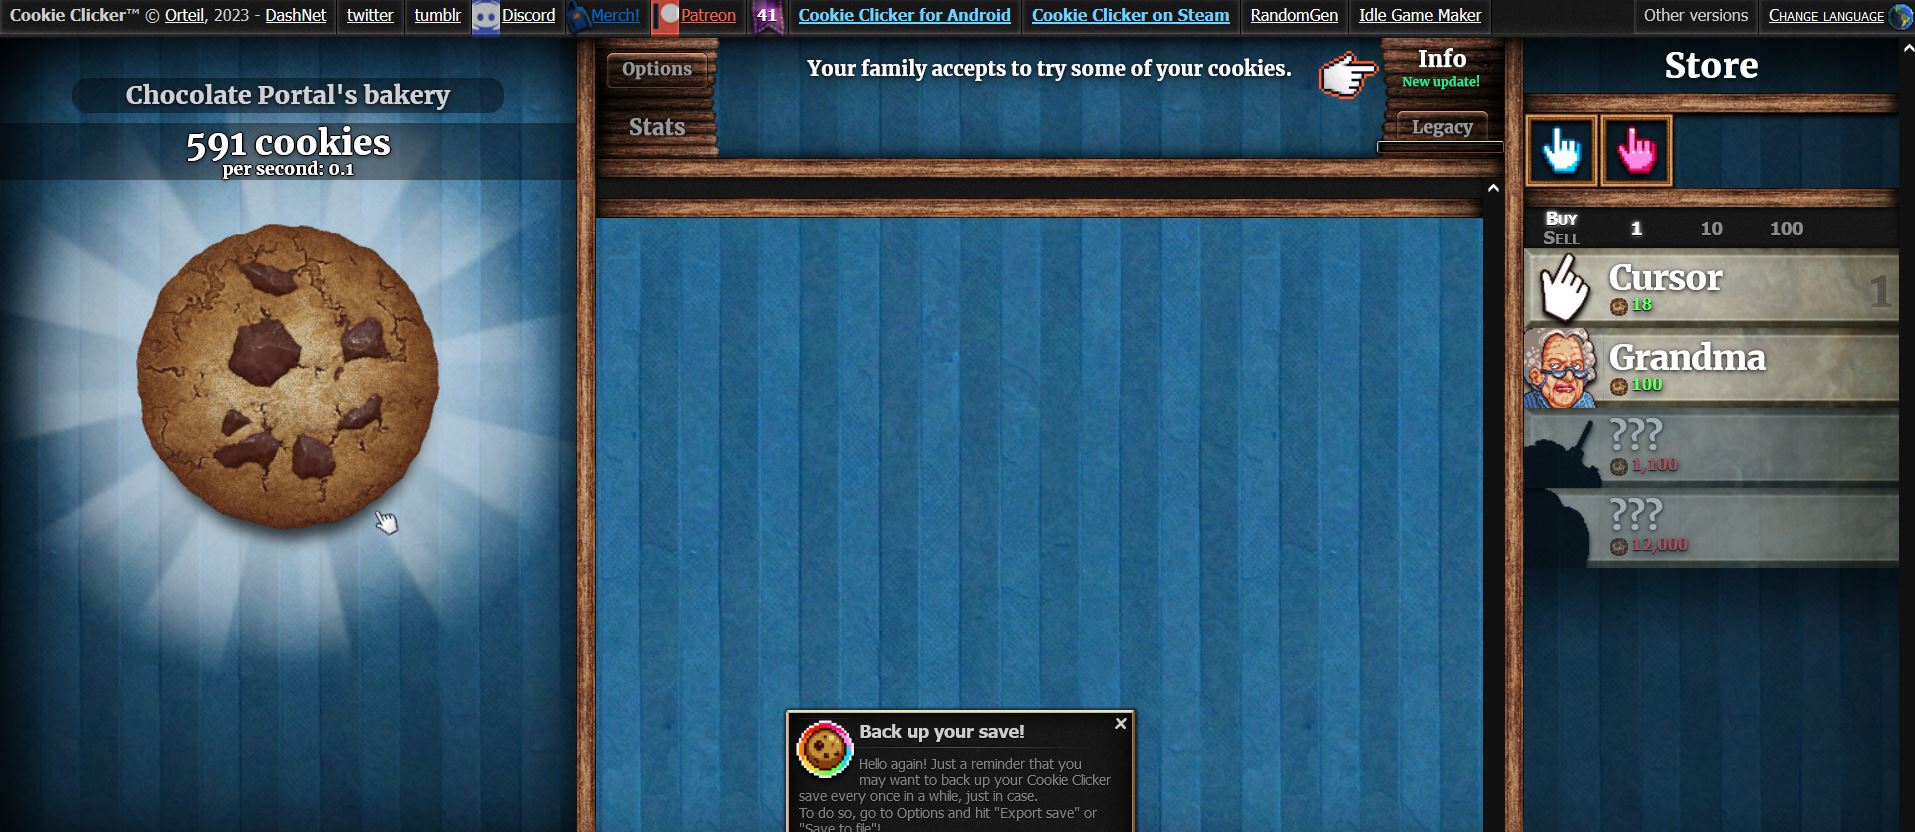 Cookie Clicker™ © Orteil, 2023 - DashNet twitter tumblr Discord Merch! Patreon 41 Cookie Clicker for Android Cookie Clicker on Steam RandomGen Idle Game Maker Other versions CHANGE LANGUAGE
Chocolate Portal's bakery
591 cookies
per second: 0.1
Options
Stats
Your family accepts to try some of your cookies.
Info
New update!
Legacy
Back up your save!
Hello again! Just a reminder that you
may want to back up your Cookie Clicker
save every once in a while, just in case.
To do so, go to Options and hit "Export save" or
"Save to file"!
Store
BUY
SELL
1 10 100
Cursor
18
1
Grandma
100
???
1,100
???
12,000